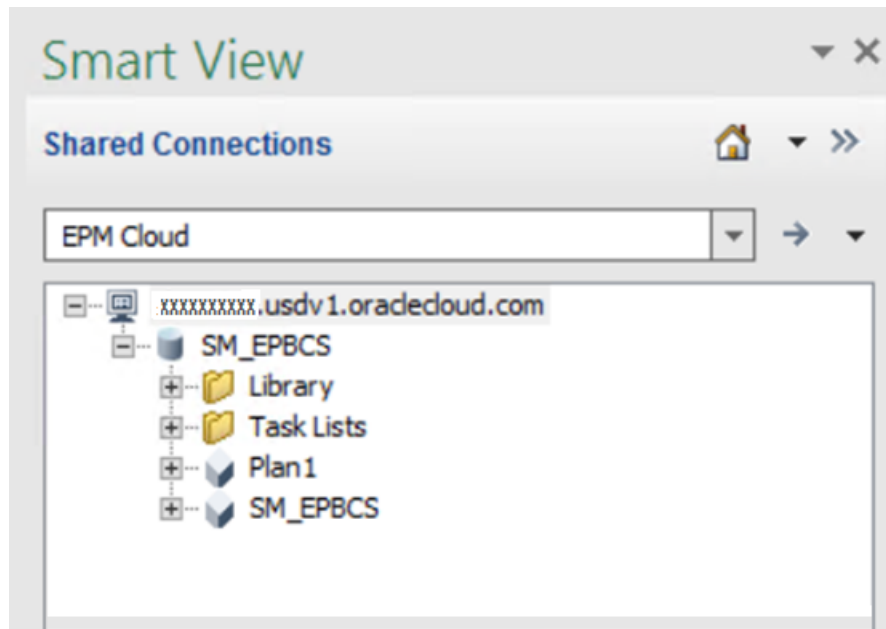 Smart View
Shared Connections
EPM Cloud
xxxxxxxxxx.usdv1.oraclecloud.com
SM_EPBCS
Library
Task Lists
Plan1
SM_EPBCS